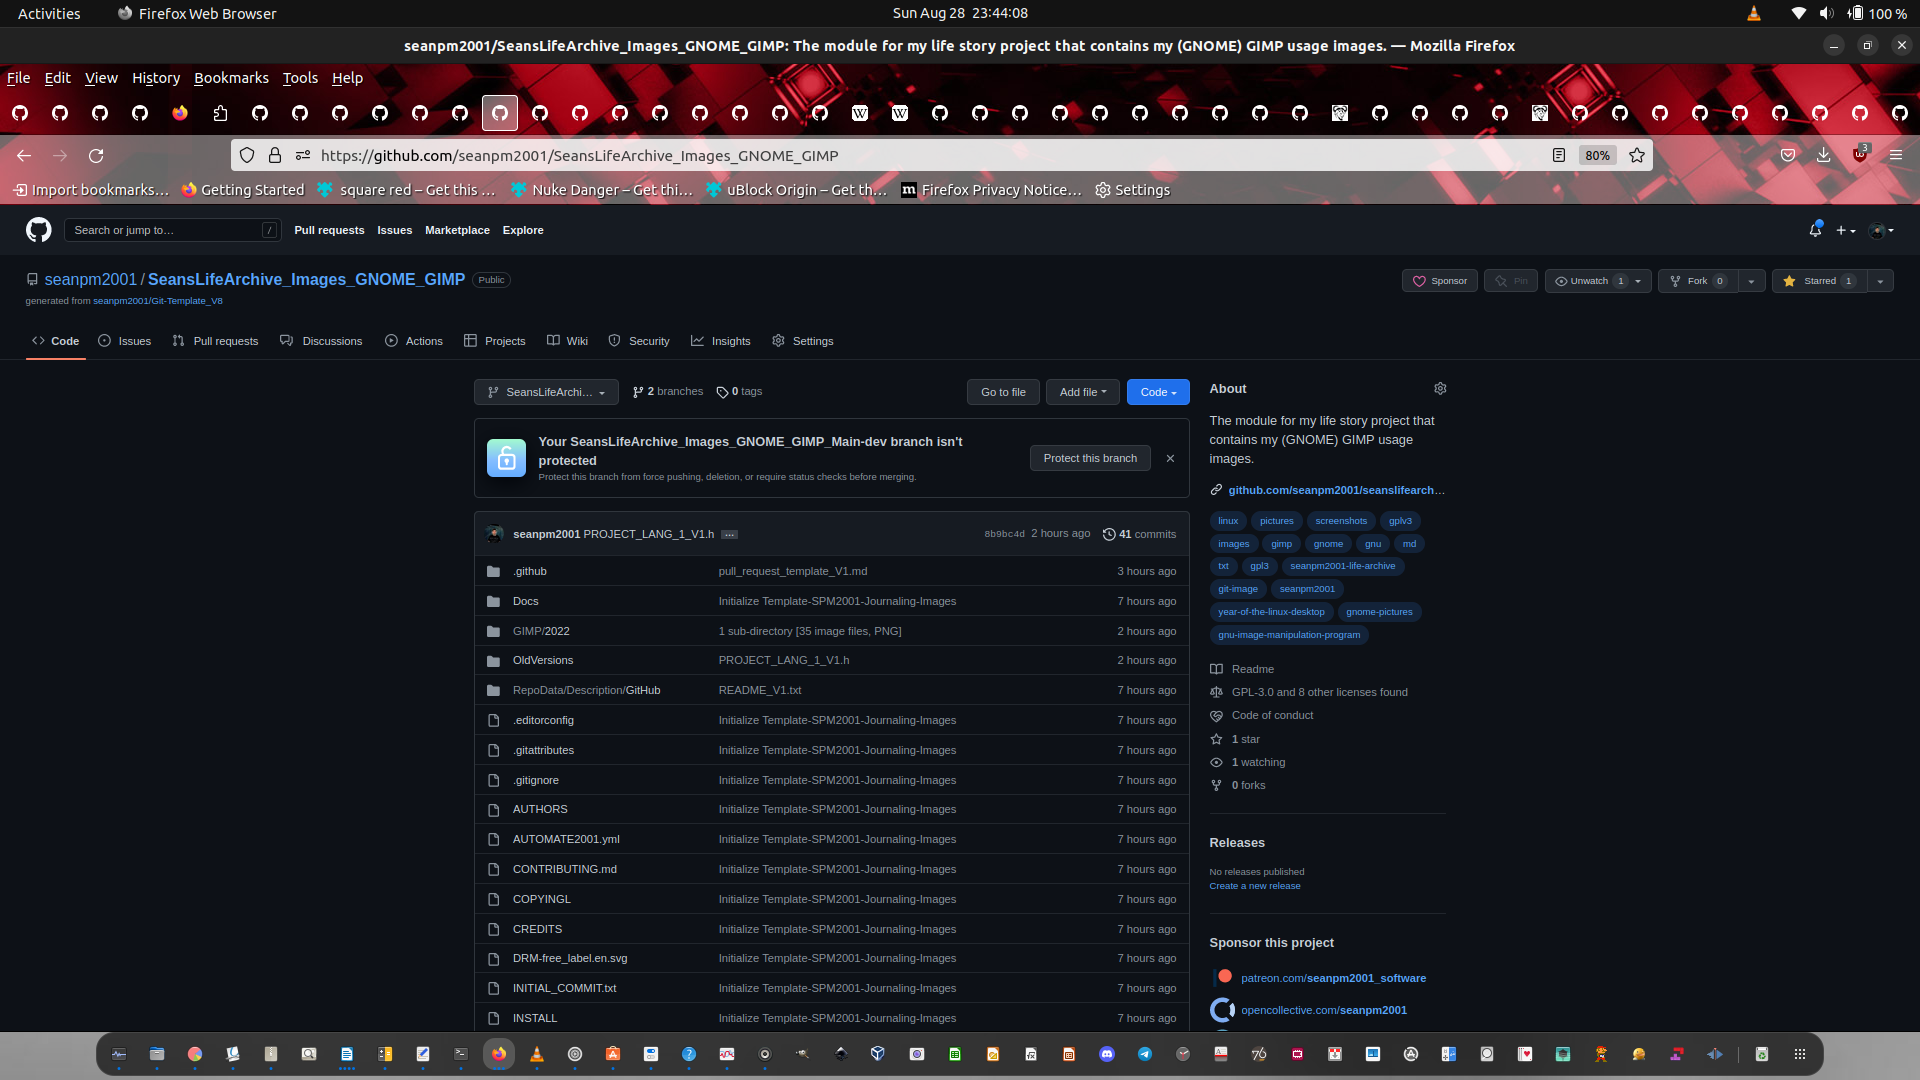 Activities
Firefox Web Browser
Sun Aug 28 23:44:08
100 %
seanpm2001/SeansLifeArchive_Images_GNOME_GIMP: The module for my life story project that contains my (GNOME) GIMP usage images. — Mozilla Firefox
File Edit View History Bookmarks Tools Help
https://github.com/seanpm2001/SeansLifeArchive_Images_GNOME_GIMP
80%
3
Import bookmarks…
Getting Started
square red – Get this …
Nuke Danger – Get thi…
uBlock Origin – Get th…
Firefox Privacy Notice…
Settings
Search or jump to…
/
Pull requests Issues Marketplace Explore
seanpm2001 / SeansLifeArchive_Images_GNOME_GIMP Public
generated from seanpm2001/Git-Template_V8
Sponsor
Pin
Unwatch 1
Fork 0
Starred 1
Code
Issues
Pull requests
Discussions
Actions
Projects
Wiki
Security
Insights
Settings
SeansLifeArchi…
2 branches
0 tags
Go to file
Add file
Code
Your SeansLifeArchive_Images_GNOME_GIMP_Main-dev branch isn't
protected
Protect this branch from force pushing, deletion, or require status checks before merging.
Protect this branch
seanpm2001 PROJECT_LANG_1_V1.h …
8b9bc4d 2 hours ago
41 commits
.github pull_request_template_V1.md 3 hours ago
Docs Initialize Template-SPM2001-Journaling-Images 7 hours ago
GIMP/2022 1 sub-directory [35 image files, PNG] 2 hours ago
OldVersions PROJECT_LANG_1_V1.h 2 hours ago
RepoData/Description/GitHub README_V1.txt 7 hours ago
.editorconfig Initialize Template-SPM2001-Journaling-Images 7 hours ago
.gitattributes Initialize Template-SPM2001-Journaling-Images 7 hours ago
.gitignore Initialize Template-SPM2001-Journaling-Images 7 hours ago
AUTHORS Initialize Template-SPM2001-Journaling-Images 7 hours ago
AUTOMATE2001.yml Initialize Template-SPM2001-Journaling-Images 7 hours ago
CONTRIBUTING.md Initialize Template-SPM2001-Journaling-Images 7 hours ago
COPYINGL Initialize Template-SPM2001-Journaling-Images 7 hours ago
CREDITS Initialize Template-SPM2001-Journaling-Images 7 hours ago
DRM-free_label.en.svg Initialize Template-SPM2001-Journaling-Images 7 hours ago
INITIAL_COMMIT.txt Initialize Template-SPM2001-Journaling-Images 7 hours ago
INSTALL Initialize Template-SPM2001-Journaling-Images 7 hours ago
About
The module for my life story project that
contains my (GNOME) GIMP usage
images.
github.com/seanpm2001/seanslifearch…
linux pictures screenshots gplv3
images gimp gnome gnu md
txt gpl3 seanpm2001-life-archive
git-image seanpm2001
year-of-the-linux-desktop gnome-pictures
gnu-image-manipulation-program
Readme
GPL-3.0 and 8 other licenses found
Code of conduct
1 star
1 watching
0 forks
Releases
No releases published
Create a new release
Sponsor this project
patreon.com/seanpm2001_software
opencollective.com/seanpm2001